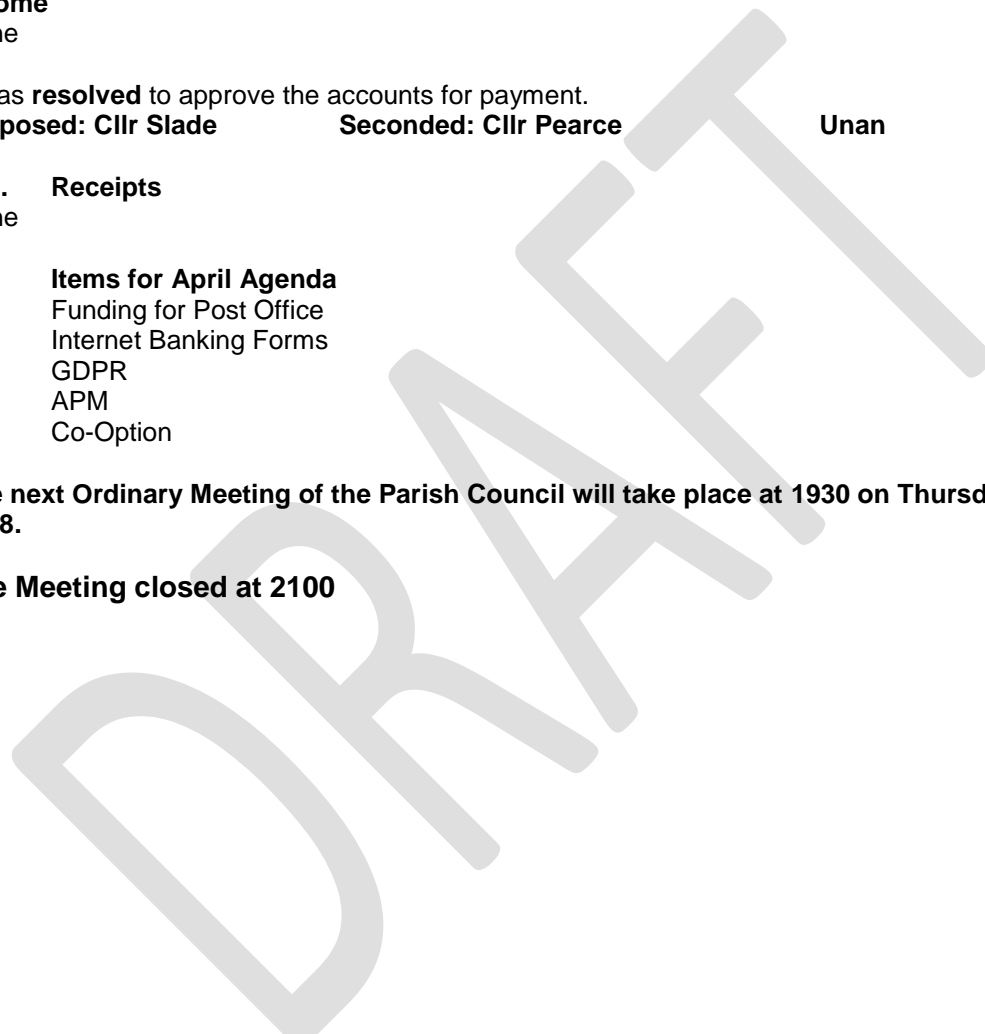 ome
ne
as resolved to approve the accounts for payment.
posed: Cllr Slade Seconded: Cllr Pearce Unan
. Receipts
ne
Items for April Agenda
Funding for Post Office
Internet Banking Forms
GDPR
APM
Co-Option
e next Ordinary Meeting of the Parish Council will take place at 1930 on Thursd
8.
e Meeting closed at 2100
DRAFT